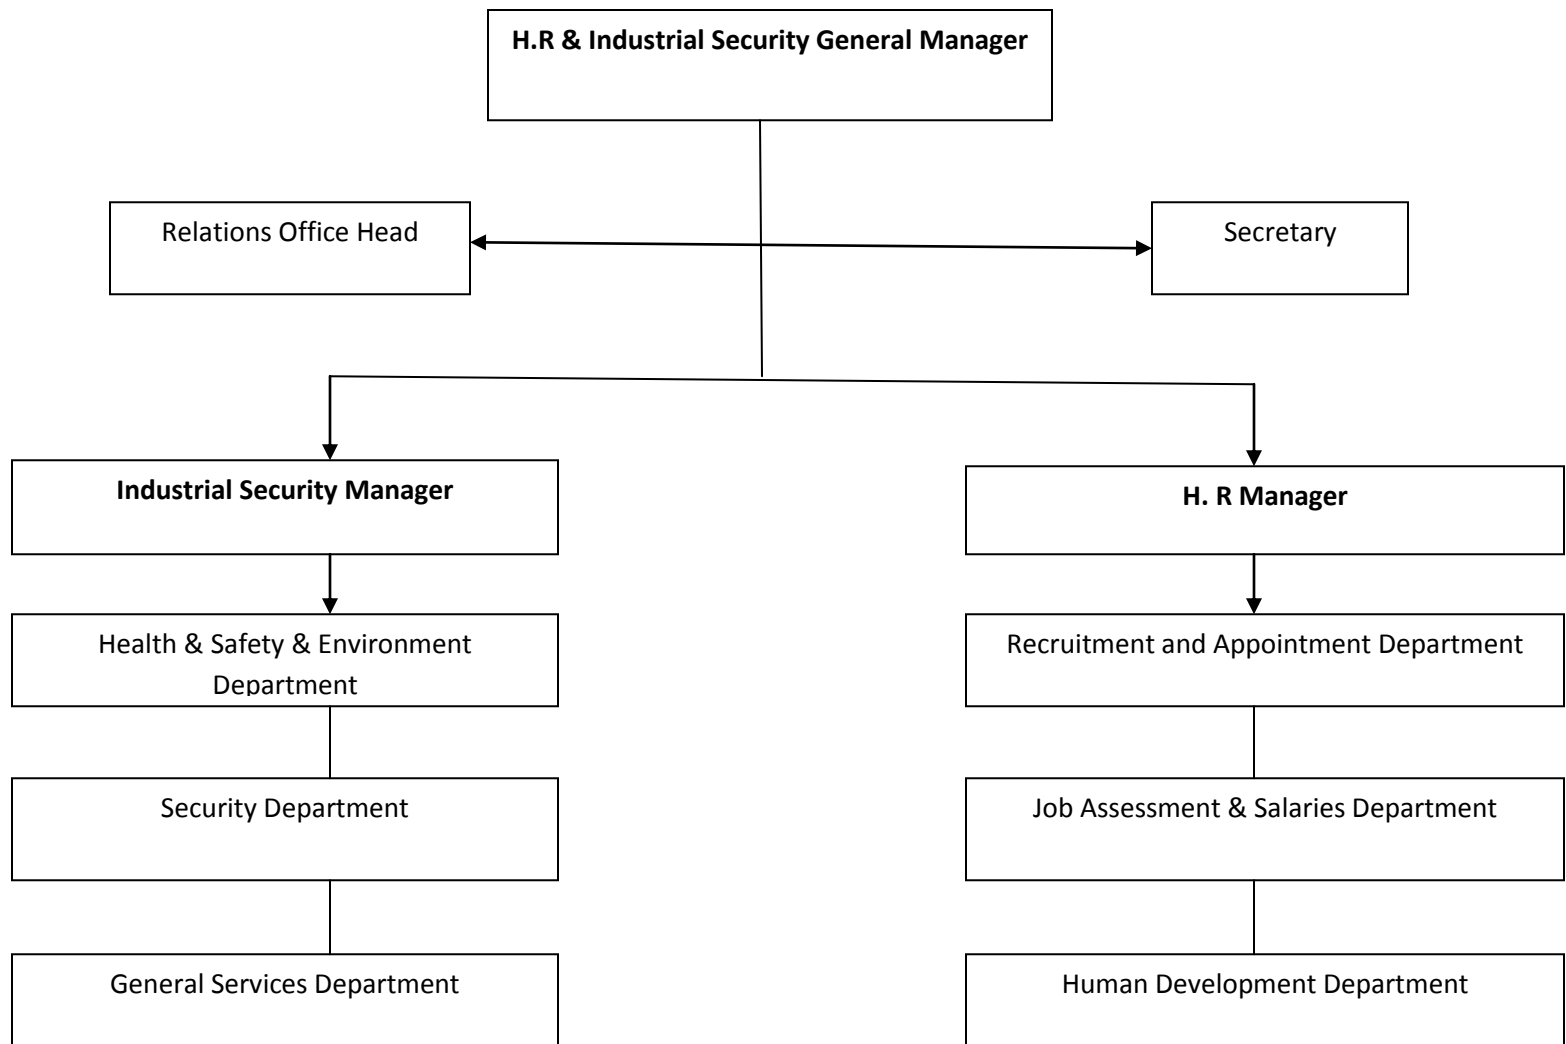 H.R & Industrial Security General Manager
Relations Office Head
Secretary
Industrial Security Manager
H. R Manager
Health & Safety & Environment
Department
Recruitment and Appointment Department
Security Department
Job Assessment & Salaries Department
General Services Department
Human Development Department